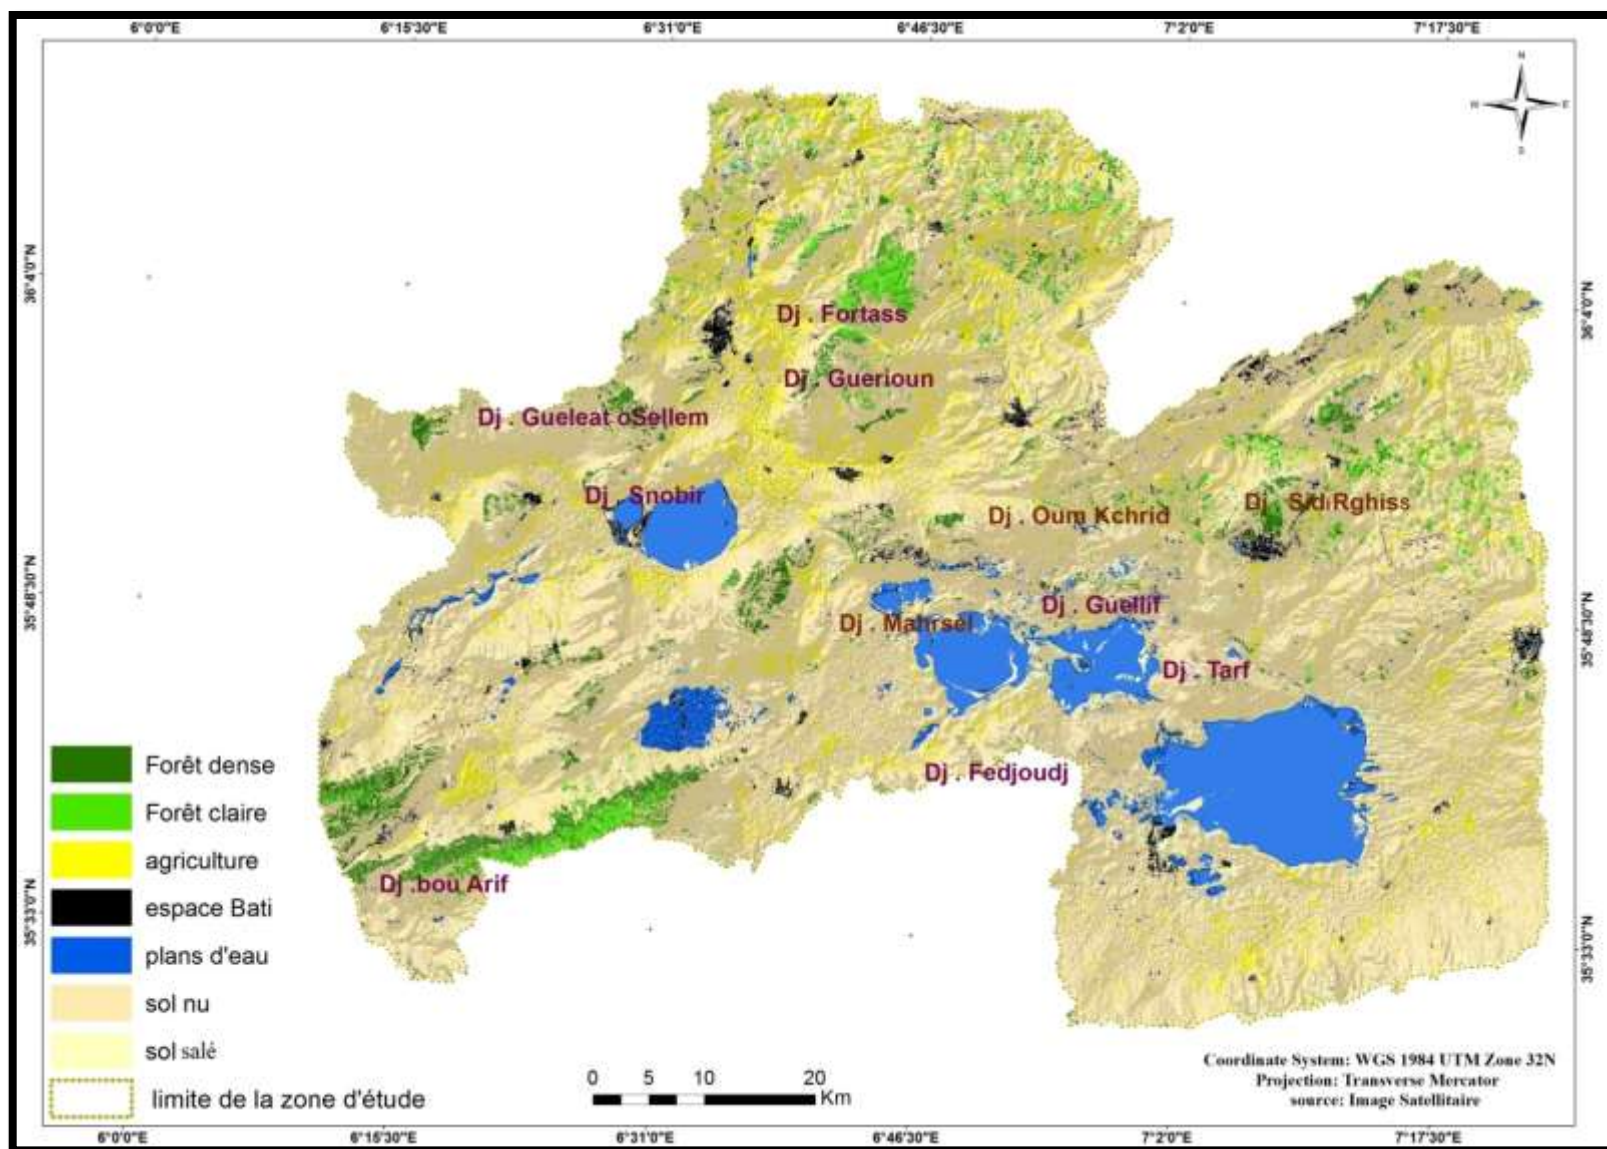 6°0'0"E 6°15'30"E 6°31'0"E 6°46'30"E 7°2'0"E 7°17'30"E
N
W E
S
36°4'0"N
36°4'0"N
Dj . Fortass
Dj . Guerioun
Dj . Gueleat oSellem
Dj . Snobir
Dj . Oum Kchrid
Dj . Sidi Rghiss
35°48'30"N
35°48'30"N
Dj . Guellif
Dj . Mahrsel
Dj . Tarf
Dj . Fedjoudj
Dj .bou Arif
35°33'0"N
35°33'0"N
Forêt dense
Forêt claire
agriculture
espace Bati
plans d'eau
sol nu
sol salé
limite de la zone d'étude
0 5 10 20
Km
Coordinate System: WGS 1984 UTM Zone 32N
Projection: Transverse Mercator
source: Image Satellitaire
6°0'0"E 6°15'30"E 6°31'0"E 6°46'30"E 7°2'0"E 7°17'30"E